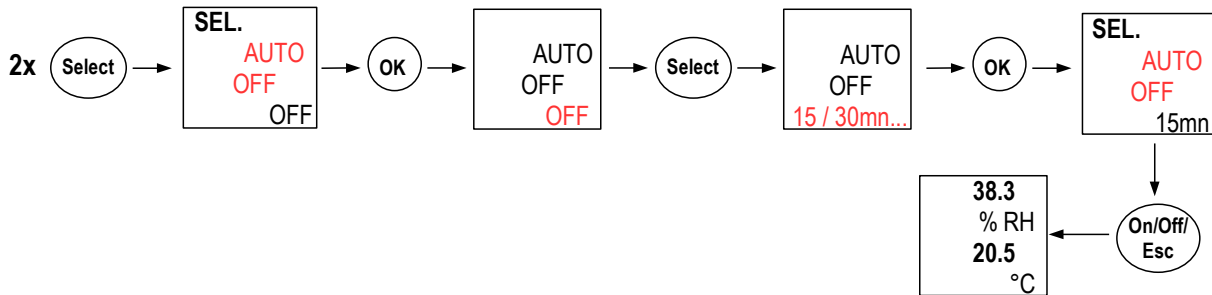 2x
Select
SEL.
AUTO
OFF
OFF
OK
AUTO
OFF
OFF
Select
AUTO
OFF
15 / 30mn...
OK
SEL.
AUTO
OFF
15mn
On/Off/
Esc
38.3
% RH
20.5
°C